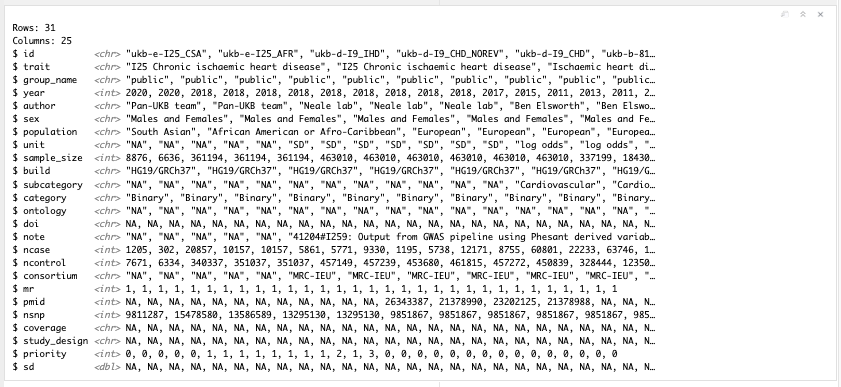 Rows: 31
Columns: 25
$ id <chr> "ukb-e-I25_CSA", "ukb-e-I25_AFR", "ukb-d-I9_IHD", "ukb-d-I9_CHD_NOREV", "ukb-d-I9_CHD", "ukb-b-81…
$ trait <chr> "I25 Chronic ischaemic heart disease", "I25 Chronic ischaemic heart disease", "Ischaemic heart di…
$ group_name <chr> "public", "public", "public", "public", "public", "public", "public", "public", "public", "public…
$ year <int> 2020, 2020, 2018, 2018, 2018, 2018, 2018, 2018, 2018, 2018, 2018, 2017, 2015, 2011, 2013, 2011, 2…
$ author <chr> "Pan-UKB team", "Pan-UKB team", "Neale lab", "Neale lab", "Neale lab", "Ben Elsworth", "Ben Elswo…
$ sex <chr> "Males and Females", "Males and Females", "Males and Females", "Males and Females", "Males and Fe…
$ population <chr> "South Asian", "African American or Afro-Caribbean", "European", "European", "European", "Europea…
$ unit <chr> "NA", "NA", "NA", "NA", "NA", "SD", "SD", "SD", "SD", "SD", "SD", "log odds", "log odds", "…
$ sample_size <int> 8876, 6636, 361194, 361194, 361194, 463010, 463010, 463010, 463010, 463010, 463010, 337199, 18430…
$ build <chr> "HG19/GRCh37", "HG19/GRCh37", "HG19/GRCh37", "HG19/GRCh37", "HG19/GRCh37", "HG19/GRCh37", "HG19/G…
$ subcategory <chr> "NA", "NA", "NA", "NA", "NA", "NA", "NA", "NA", "NA", "NA", "NA", "Cardiovascular", "Cardio…
$ category <chr> "Binary", "Binary", "Binary", "Binary", "Binary", "Binary", "Binary", "Binary", "Binary", "Binary…
$ ontology <chr> "NA", "NA", "NA", "NA", "NA", "NA", "NA", "NA", "NA", "NA", "NA", "NA", "NA", "NA", "NA", "NA", "…
$ doi <chr> NA, NA, NA, NA, NA, NA, NA, NA, NA, NA, NA, NA, NA, NA, NA, NA, NA, NA, NA, NA, NA, NA, NA, NA, N…
$ note <chr> "NA", "NA", "NA", "NA", "NA", "41204#I259: Output from GWAS pipeline using Phesant derived variab…
$ ncase <int> 1205, 302, 20857, 10157, 10157, 5861, 5771, 9330, 1195, 5738, 12171, 8755, 60801, 22233, 63746, 1…
$ ncontrol <int> 7671, 6334, 340337, 351037, 351037, 457149, 457239, 453680, 461815, 457272, 450839, 328444, 12350…
$ consortium <chr> "NA", "NA", "NA", "NA", "NA", "MRC-IEU", "MRC-IEU", "MRC-IEU", "MRC-IEU", "MRC-IEU", "MRC-IEU", "…
$ mr <int> 1, 1, 1, 1, 1, 1, 1, 1, 1, 1, 1, 1, 1, 1, 1, 1, 1, 1, 1, 1, 1, 1, 1, 1, 1, 1, 1, 1, 1, 1, 1
$ pmid <int> NA, NA, NA, NA, NA, NA, NA, NA, NA, NA, NA, NA, 26343387, 21378990, 23202125, 21378988, NA, NA, N…
$ nsnp <int> 9811287, 15478580, 13586589, 13295130, 13295130, 9851867, 9851867, 9851867, 9851867, 9851867, 985…
$ coverage <chr> NA, NA, NA, NA, NA, NA, NA, NA, NA, NA, NA, NA, NA, NA, NA, NA, NA, NA, NA, NA, NA, NA, NA, NA, N…
$ study_design <chr> NA, NA, NA, NA, NA, NA, NA, NA, NA, NA, NA, NA, NA, NA, NA, NA, NA, NA, NA, NA, NA, NA, NA, NA, N…
$ priority <int> 0, 0, 0, 0, 0, 1, 1, 1, 1, 1, 1, 1, 2, 1, 3, 0, 0, 0, 0, 0, 0, 0, 0, 0, 0, 0, 0, 0, 0, 0, 0
$ sd <dbl> NA, NA, NA, NA, NA, NA, NA, NA, NA, NA, NA, NA, NA, NA, NA, NA, NA, NA, NA, NA, NA, NA, NA, NA, N…